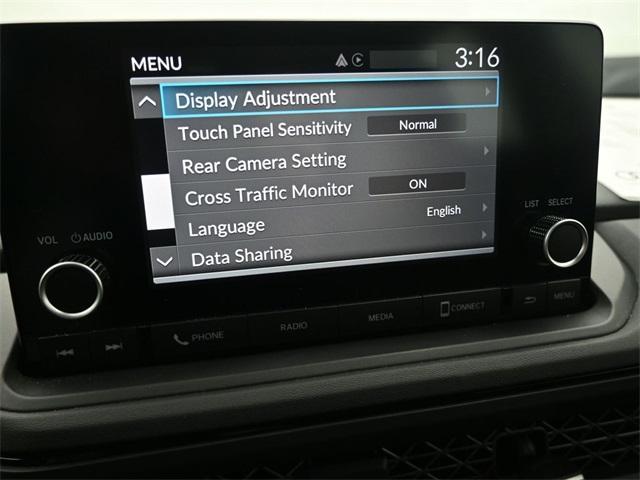 MENU 3:16
Display Adjustment
Touch Panel Sensitivity Normal
Rear Camera Setting
Cross Traffic Monitor ON
Language English
Data Sharing
LIST SELECT
VOL AUDIO
PHONE RADIO MEDIA CONNECT MENU